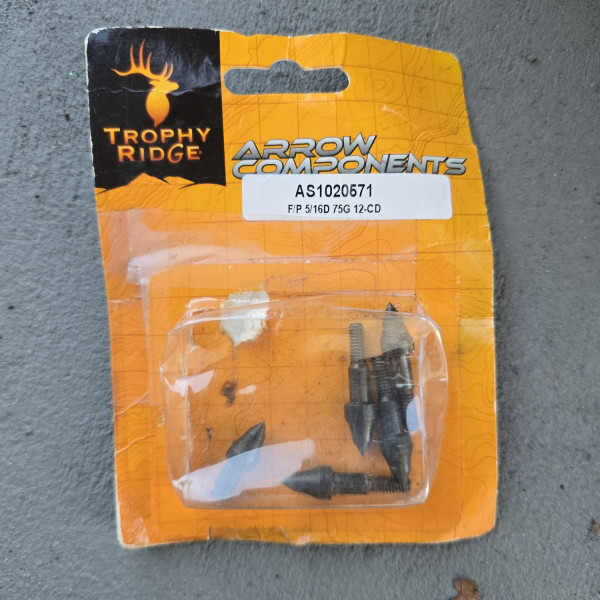 TROPHY
RIDGE
ARROW
COMPONENTS
AS1020571
F/P 5/16D 75G 12-CD